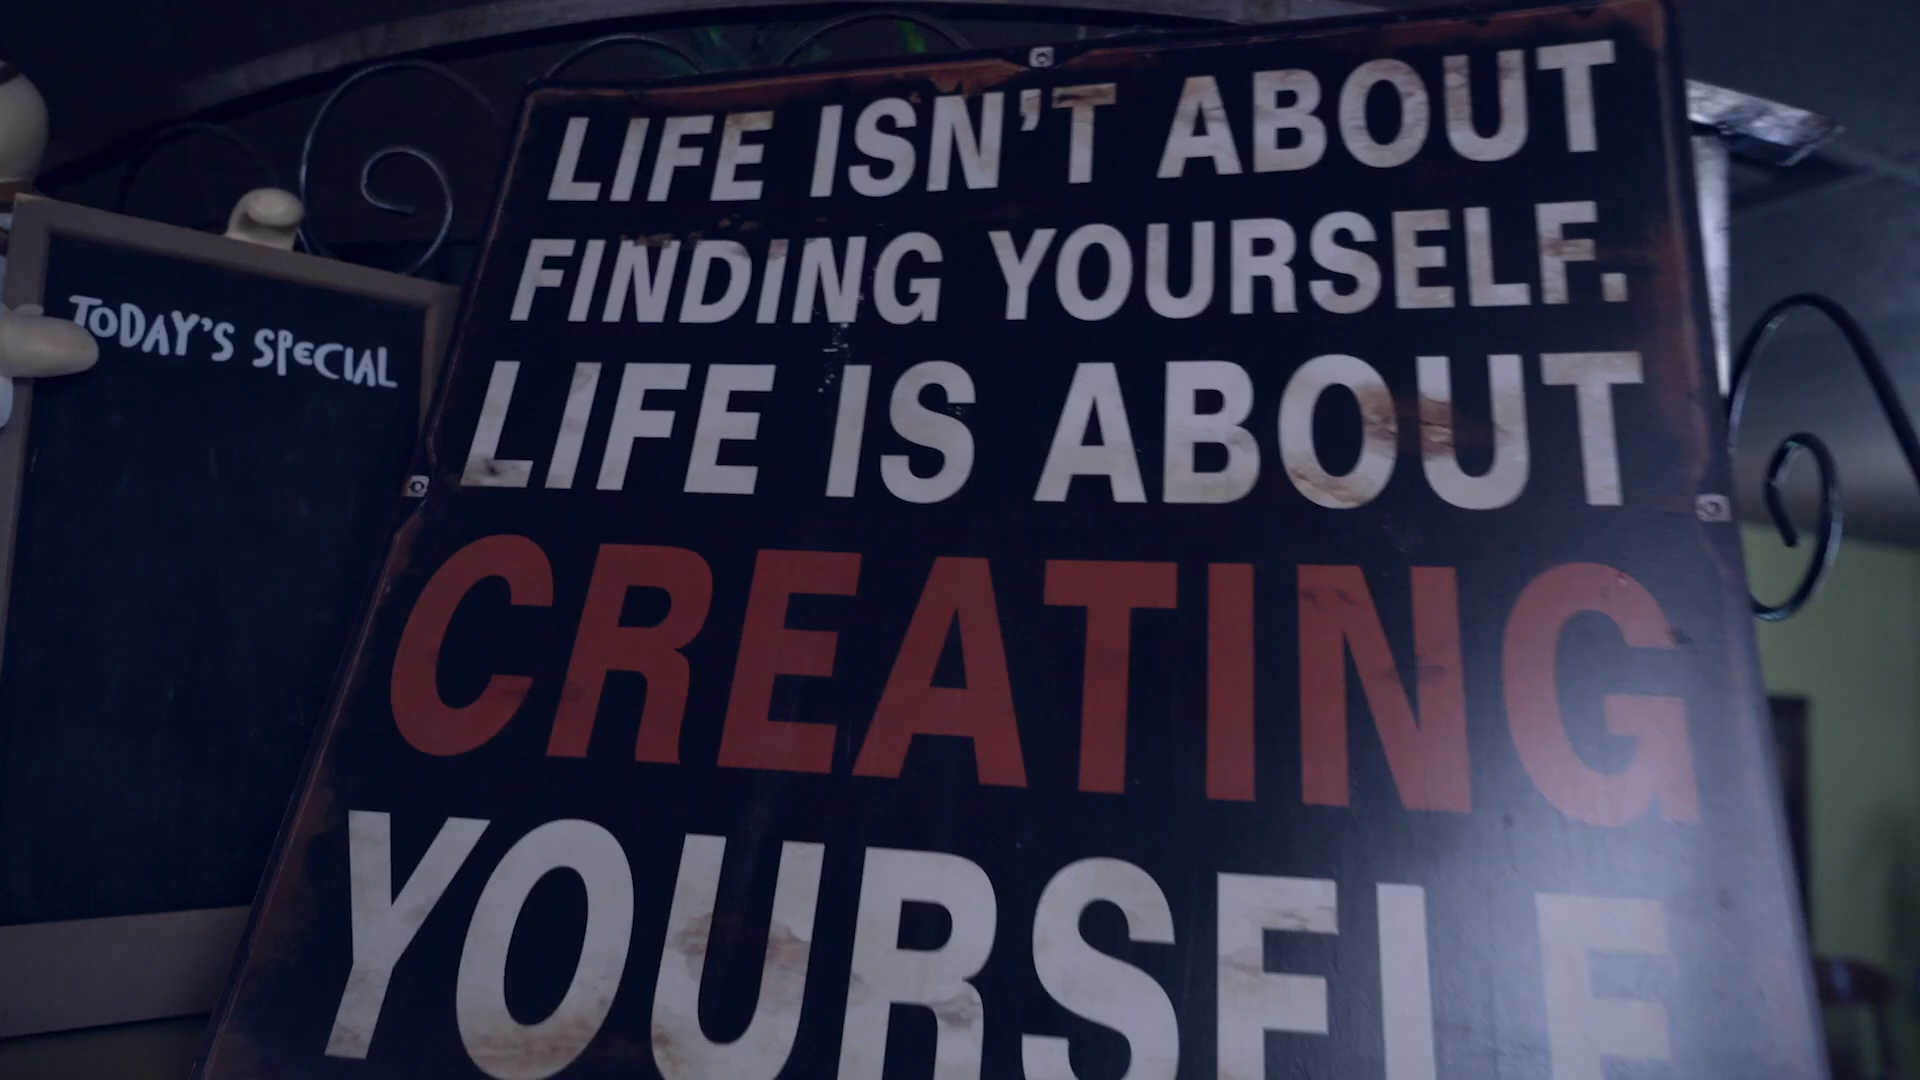 TODAY'S SPECIAL
LIFE ISN'T ABOUT
FINDING YOURSELF.
LIFE IS ABOUT
CREATING
YOURSELF